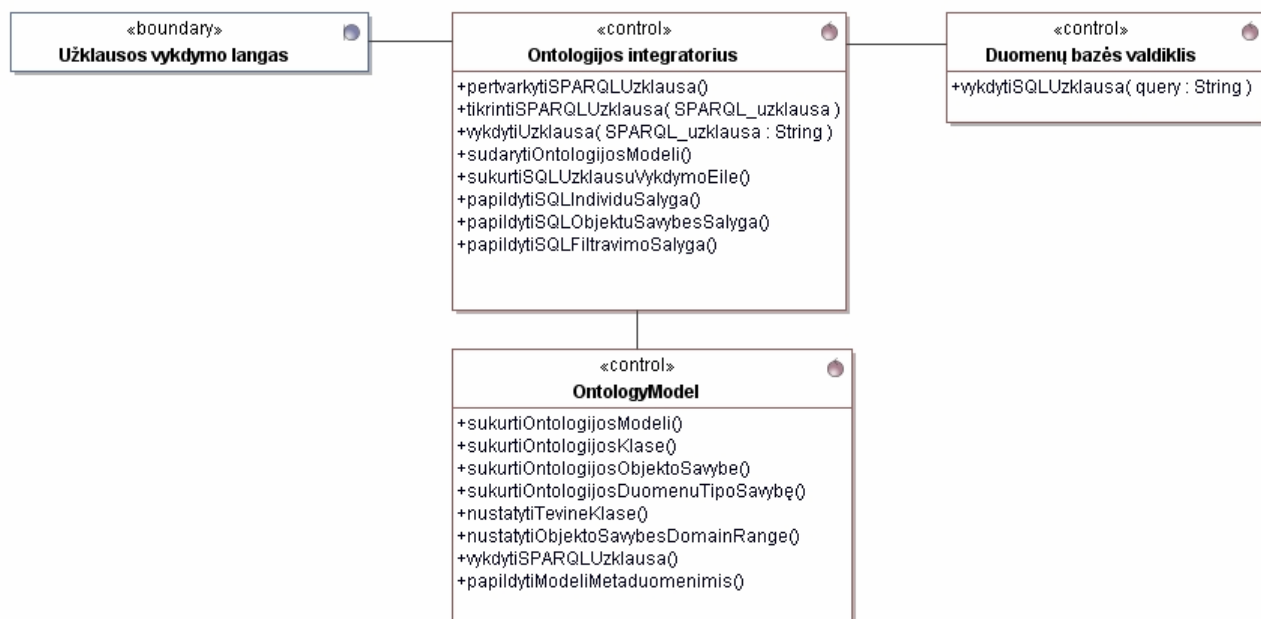 «boundary»
Užklausos vykdymo langas
«control»
Ontologijos integratorius
+pertvarkytiSPARQLUzklausa()
+tikrintiSPARQLUzklausa( SPARQL_uzklausa )
+vykdytiUzklausa( SPARQL_uzklausa : String )
+sudarytiOntologijosModeli()
+sukurtiSQLUzklausuVykdymoEile()
+papildytiSQLIndividuSalyga()
+papildytiSQLObjektuSavybesSalyga()
+papildytiSQLFiltravimoSalyga()
«control»
Duomenų bazės valdiklis
+vykdytiSQLUzklausa( query : String )
«control»
OntologyModel
+sukurtiOntologijosModeli()
+sukurtiOntologijosKlase()
+sukurtiOntologijosObjektoSavybe()
+sukurtiOntologijosDuomenuTipoSavybę()
+nustatytiTevineKlase()
+nustatytiObjektoSavybesDomainRange()
+vykdytiSPARQLUzklausa()
+papildytiModeliMetaduomenimis()